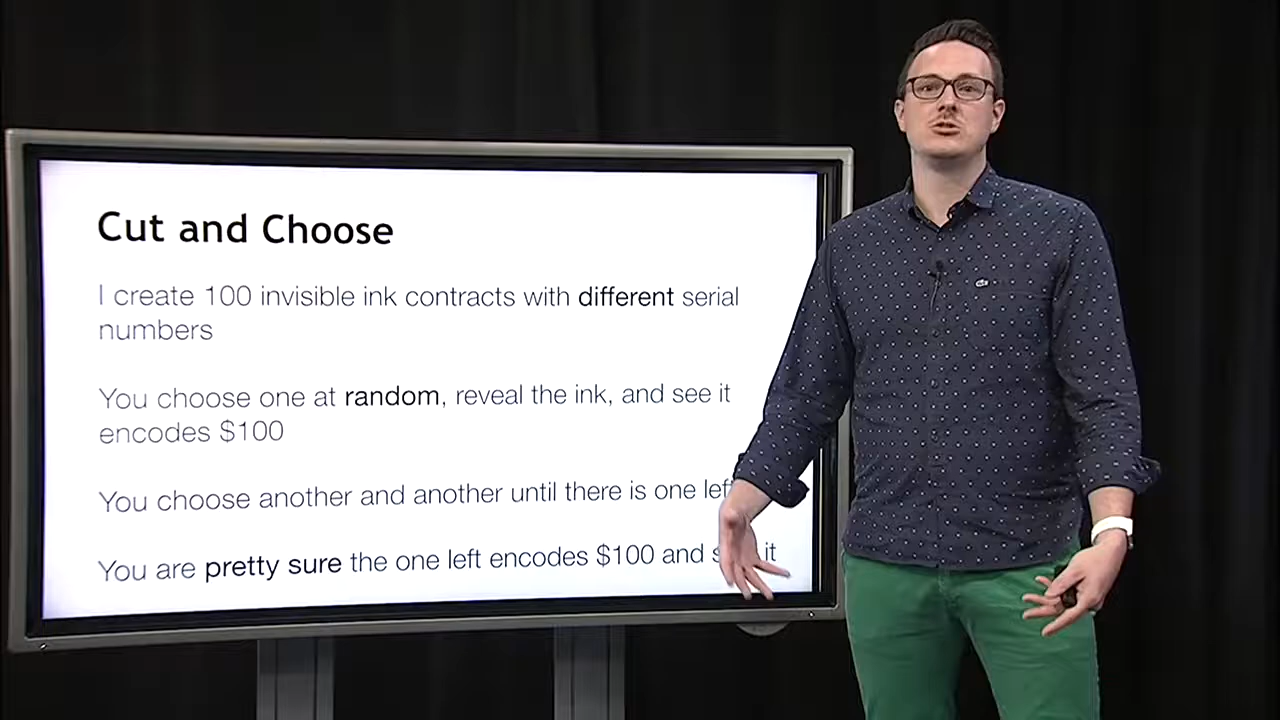 Cut and Choose
I create 100 invisible ink contracts with different serial
numbers
You choose one at random, reveal the ink, and see it
encodes $100
You choose another and another until there is one
You are pretty sure the one left encodes $100 and it